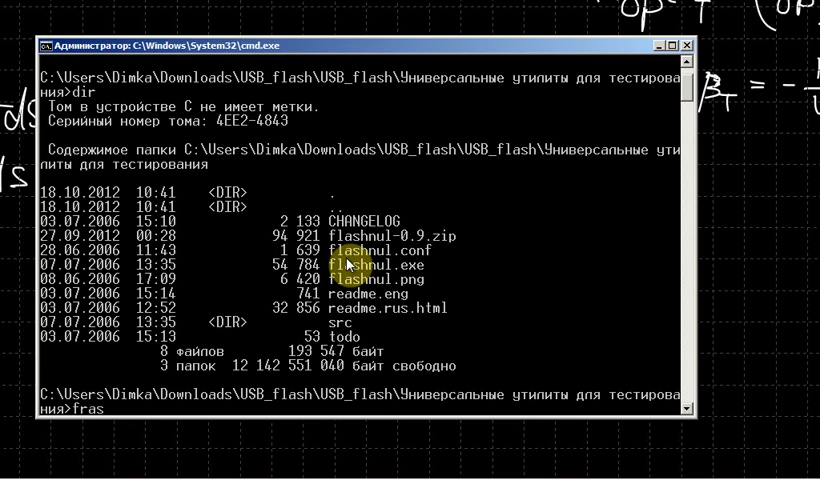 Администратор: C:\Windows\System32\cmd.exe
C:\Users\Dimka\Downloads\USB_flash\USB_flash\Универсальные утилиты для тестирова
ния>dir
Том в устройстве C не имеет метки.
Серийный номер тома: 4EE2-4843
Содержимое папки C:\Users\Dimka\Downloads\USB_flash\USB_flash\Универсальные ути
литы для тестирования
18.10.2012 10:41 <DIR> .
18.10.2012 10:41 <DIR> ..
03.07.2006 15:10 2 133 CHANGELOG
27.09.2012 00:28 94 921 flashnul-0.9.zip
28.06.2006 11:43 1 639 flashnul.conf
07.07.2006 13:35 54 784 flashnul.exe
08.06.2006 17:09 6 420 flashnul.png
03.07.2006 15:14 741 readme.eng
03.07.2006 12:52 32 856 readme.rus.html
07.07.2006 13:35 <DIR> src
03.07.2006 15:13 53 todo
8 файлов 193 547 байт
3 папок 12 142 551 040 байт свободно
C:\Users\Dimka\Downloads\USB_flash\USB_flash\Универсальные утилиты для тестирова
ния>fras